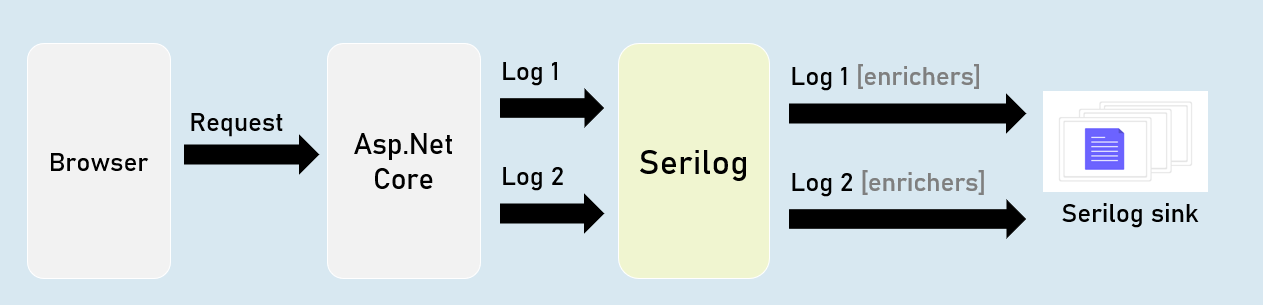 Browser
Request
Asp.Net
Core
Log 1
Log 2
Serilog
Log 1 [enrichers]
Log 2 [enrichers]
Serilog sink